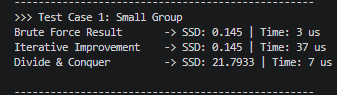 ------------------------------------------------
>>> Test Case 1: Small Group
Brute Force Result      -> SSD: 0.145 | Time: 3 us
Iterative Improvement   -> SSD: 0.145 | Time: 37 us
Divide & Conquer        -> SSD: 21.7933 | Time: 7 us
------------------------------------------------